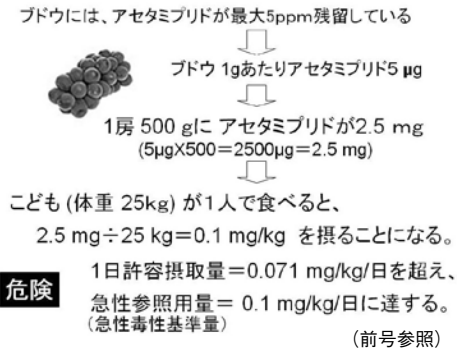 ブドウには、アセタミプリドが最大5ppm残留している
ブドウ 1gあたりアセタミプリド5 μg
1房 500 gに アセタミプリドが2.5 mg
(5μgX500=2500μg=2.5 mg)
こども (体重 25kg) が1人で食べると、
2.5 mg÷25 kg=0.1 mg/kg を摂ることになる。
危険
1日許容摂取量=0.071 mg/kg/日を超え、
急性参照用量= 0.1 mg/kg/日に達する。
(急性毒性基準量)
(前号参照)